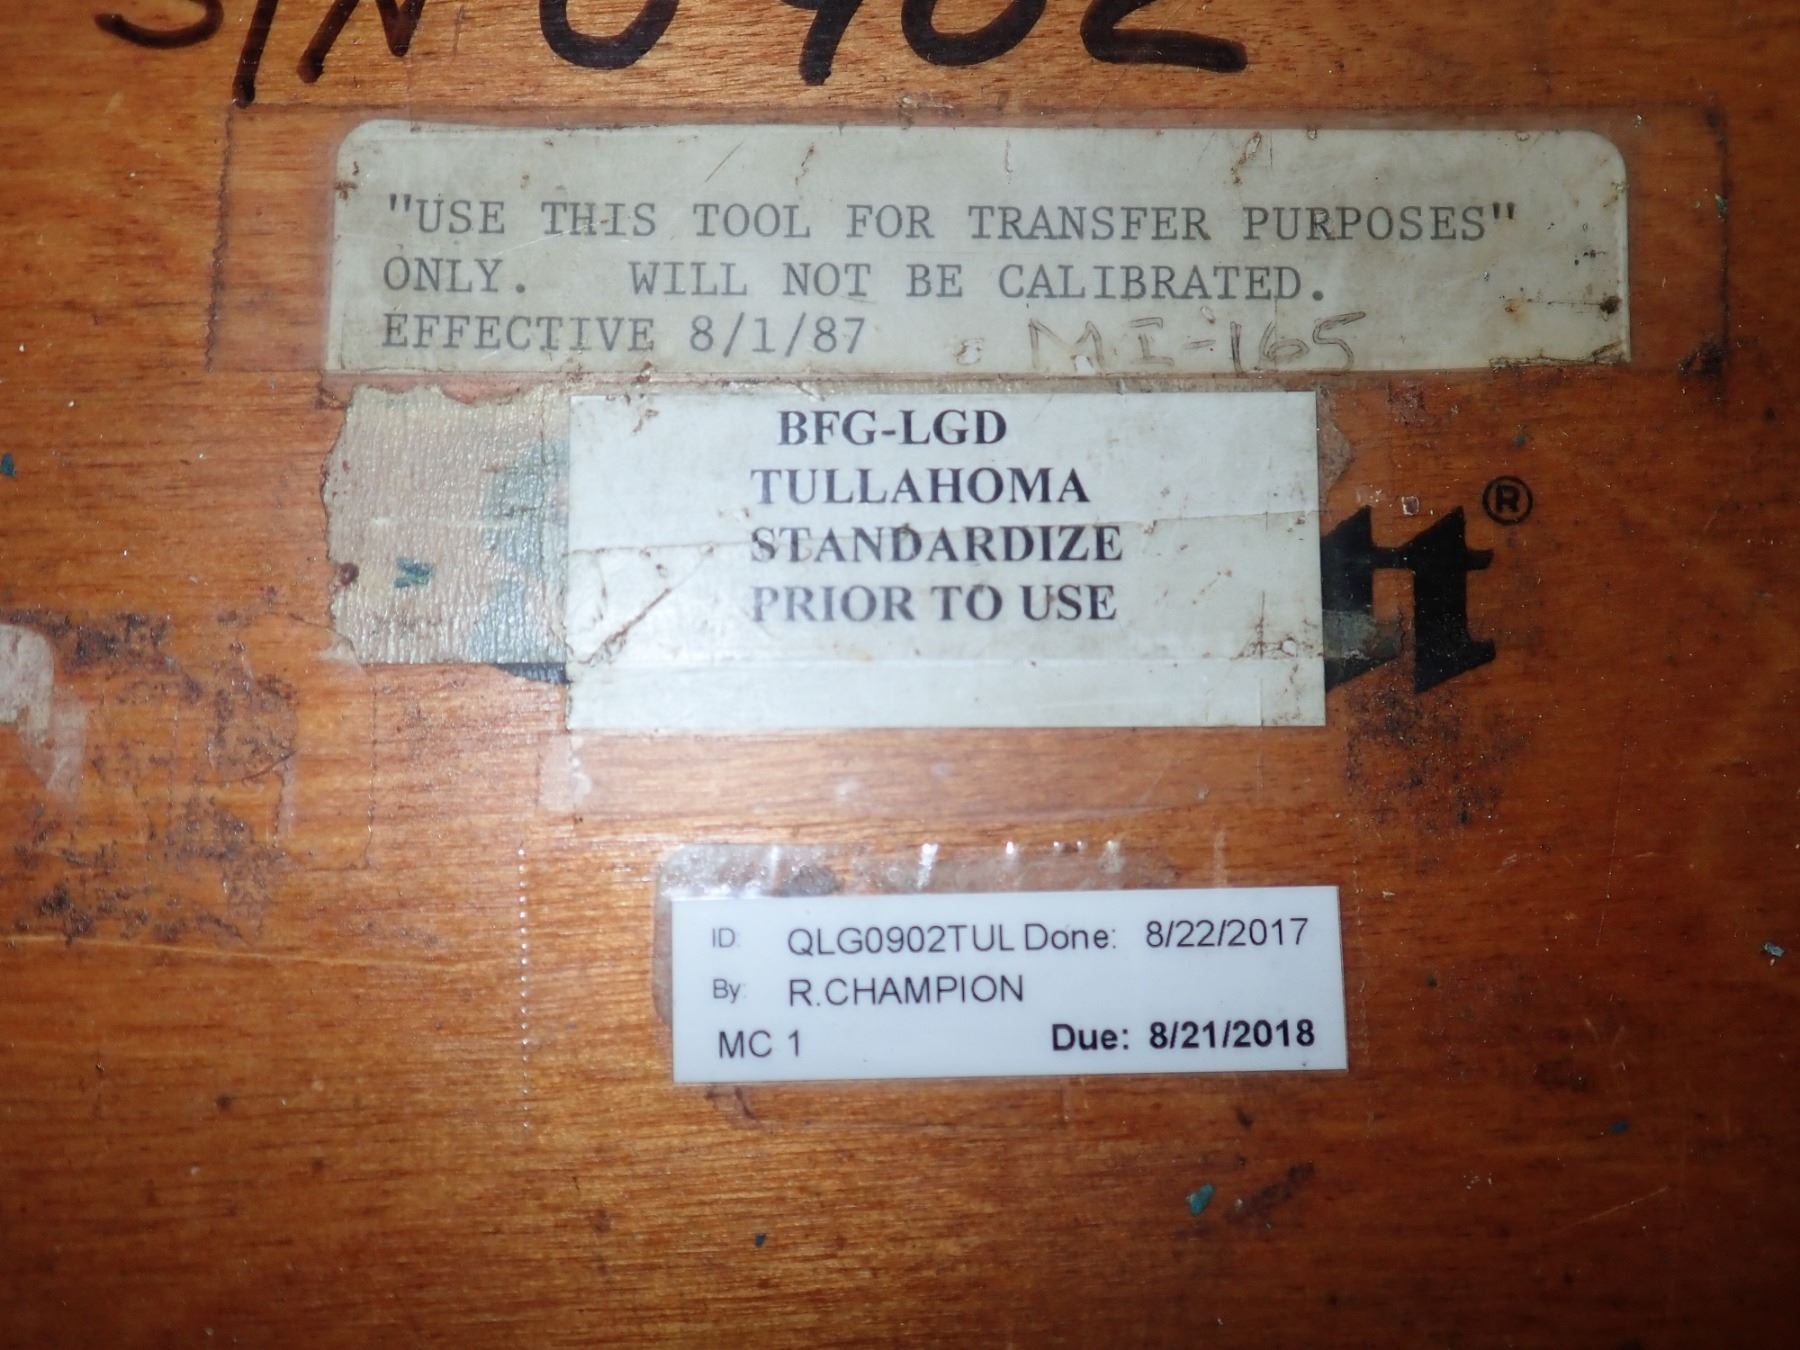 S/N 0902
"USE THIS TOOL FOR TRANSFER PURPOSES"
ONLY. WILL NOT BE CALIBRATED.
EFFECTIVE 8/1/87 MI-165
BFG-LGD
TULLAHOMA
STANDARDIZE
PRIOR TO USE
tt®
ID: QLG0902TUL Done: 8/22/2017
By: R.CHAMPION
MC 1 Due: 8/21/2018